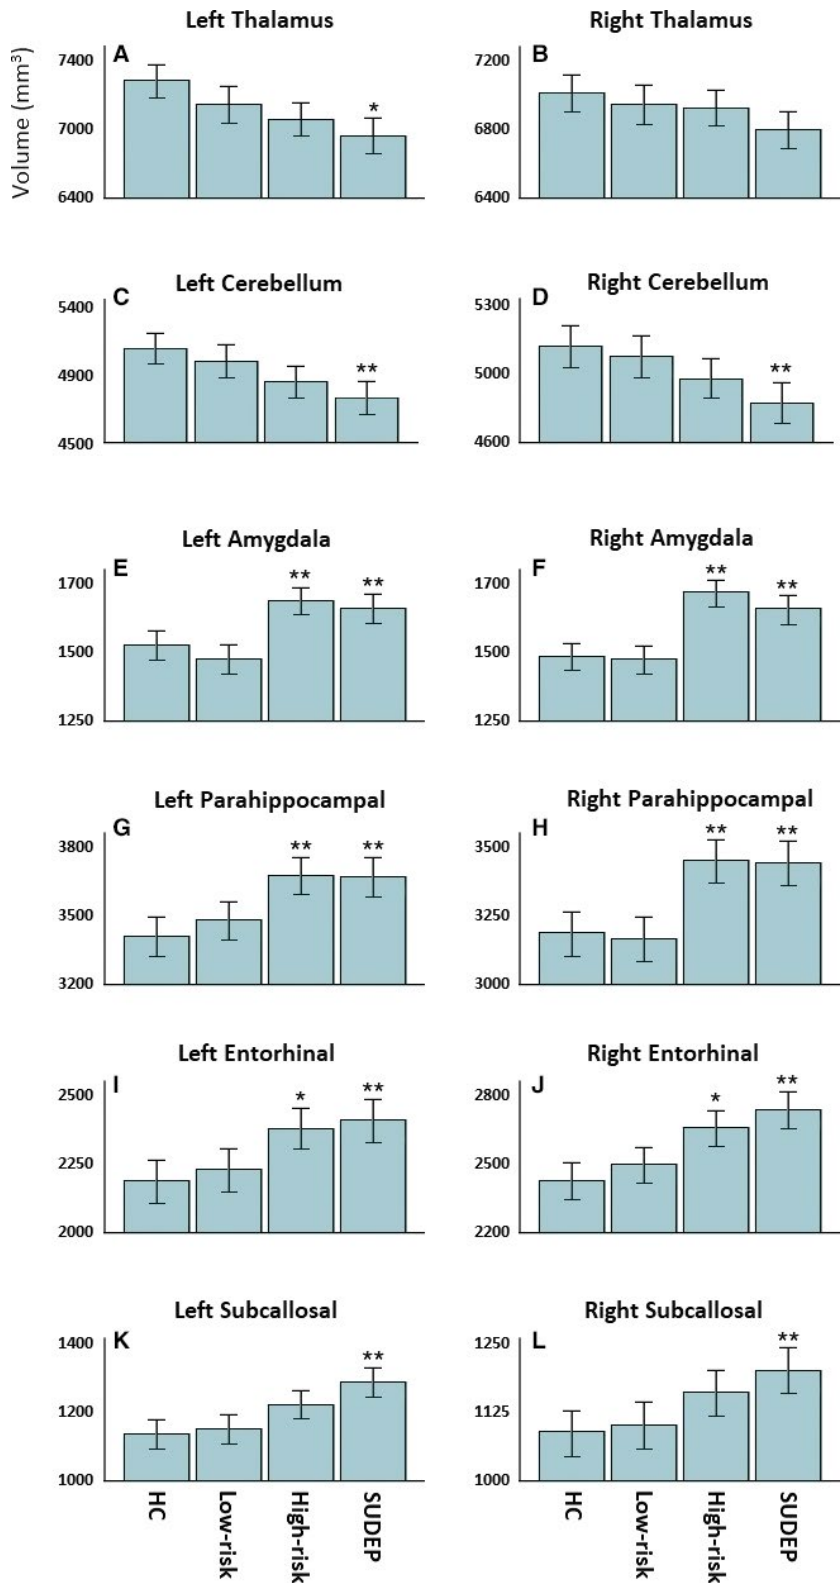 Left Thalamus
Right Thalamus
Volume (mm³)
A
7400
7000
*
6400
B
7200
6800
6400
Left Cerebellum
Right Cerebellum
C
5400
4900
**
4500
D
5300
5000
**
4600
Left Amygdala
Right Amygdala
E
1700
** **
1500
1250
F
1700
** **
1500
1250
Left Parahippocampal
Right Parahippocampal
G
3800
** **
3500
3200
H
3500
** **
3250
3000
Left Entorhinal
Right Entorhinal
I
2500
* **
2250
2000
J
2800
* **
2500
2200
Left Subcallosal
Right Subcallosal
K
1400
**
1200
1000
L
1250
**
1125
1000
HC
Low-risk
High-risk
SUDEP
HC
Low-risk
High-risk
SUDEP